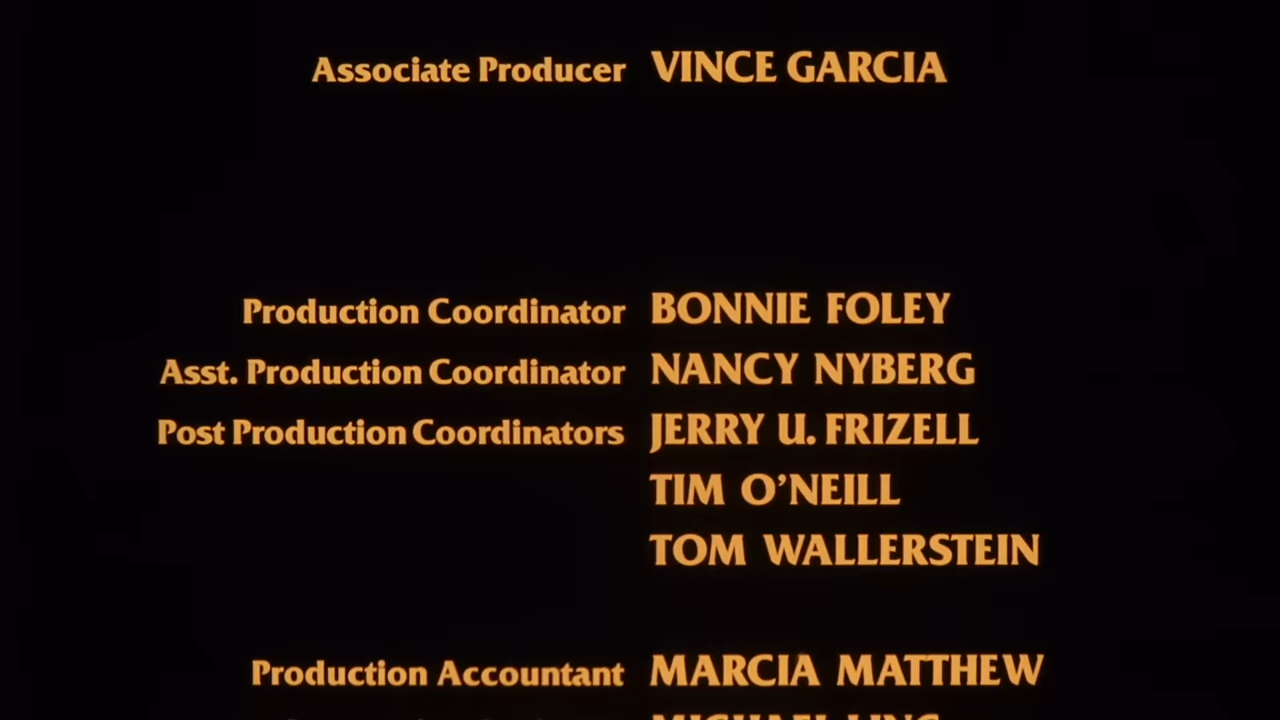 Associate Producer VINCE GARCIA
Production Coordinator BONNIE FOLEY
Asst. Production Coordinator NANCY NYBERG
Post Production Coordinators JERRY U. FRIZELL
TIM O'NEILL
TOM WALLERSTEIN
Production Accountant MARCIA MATTHEW